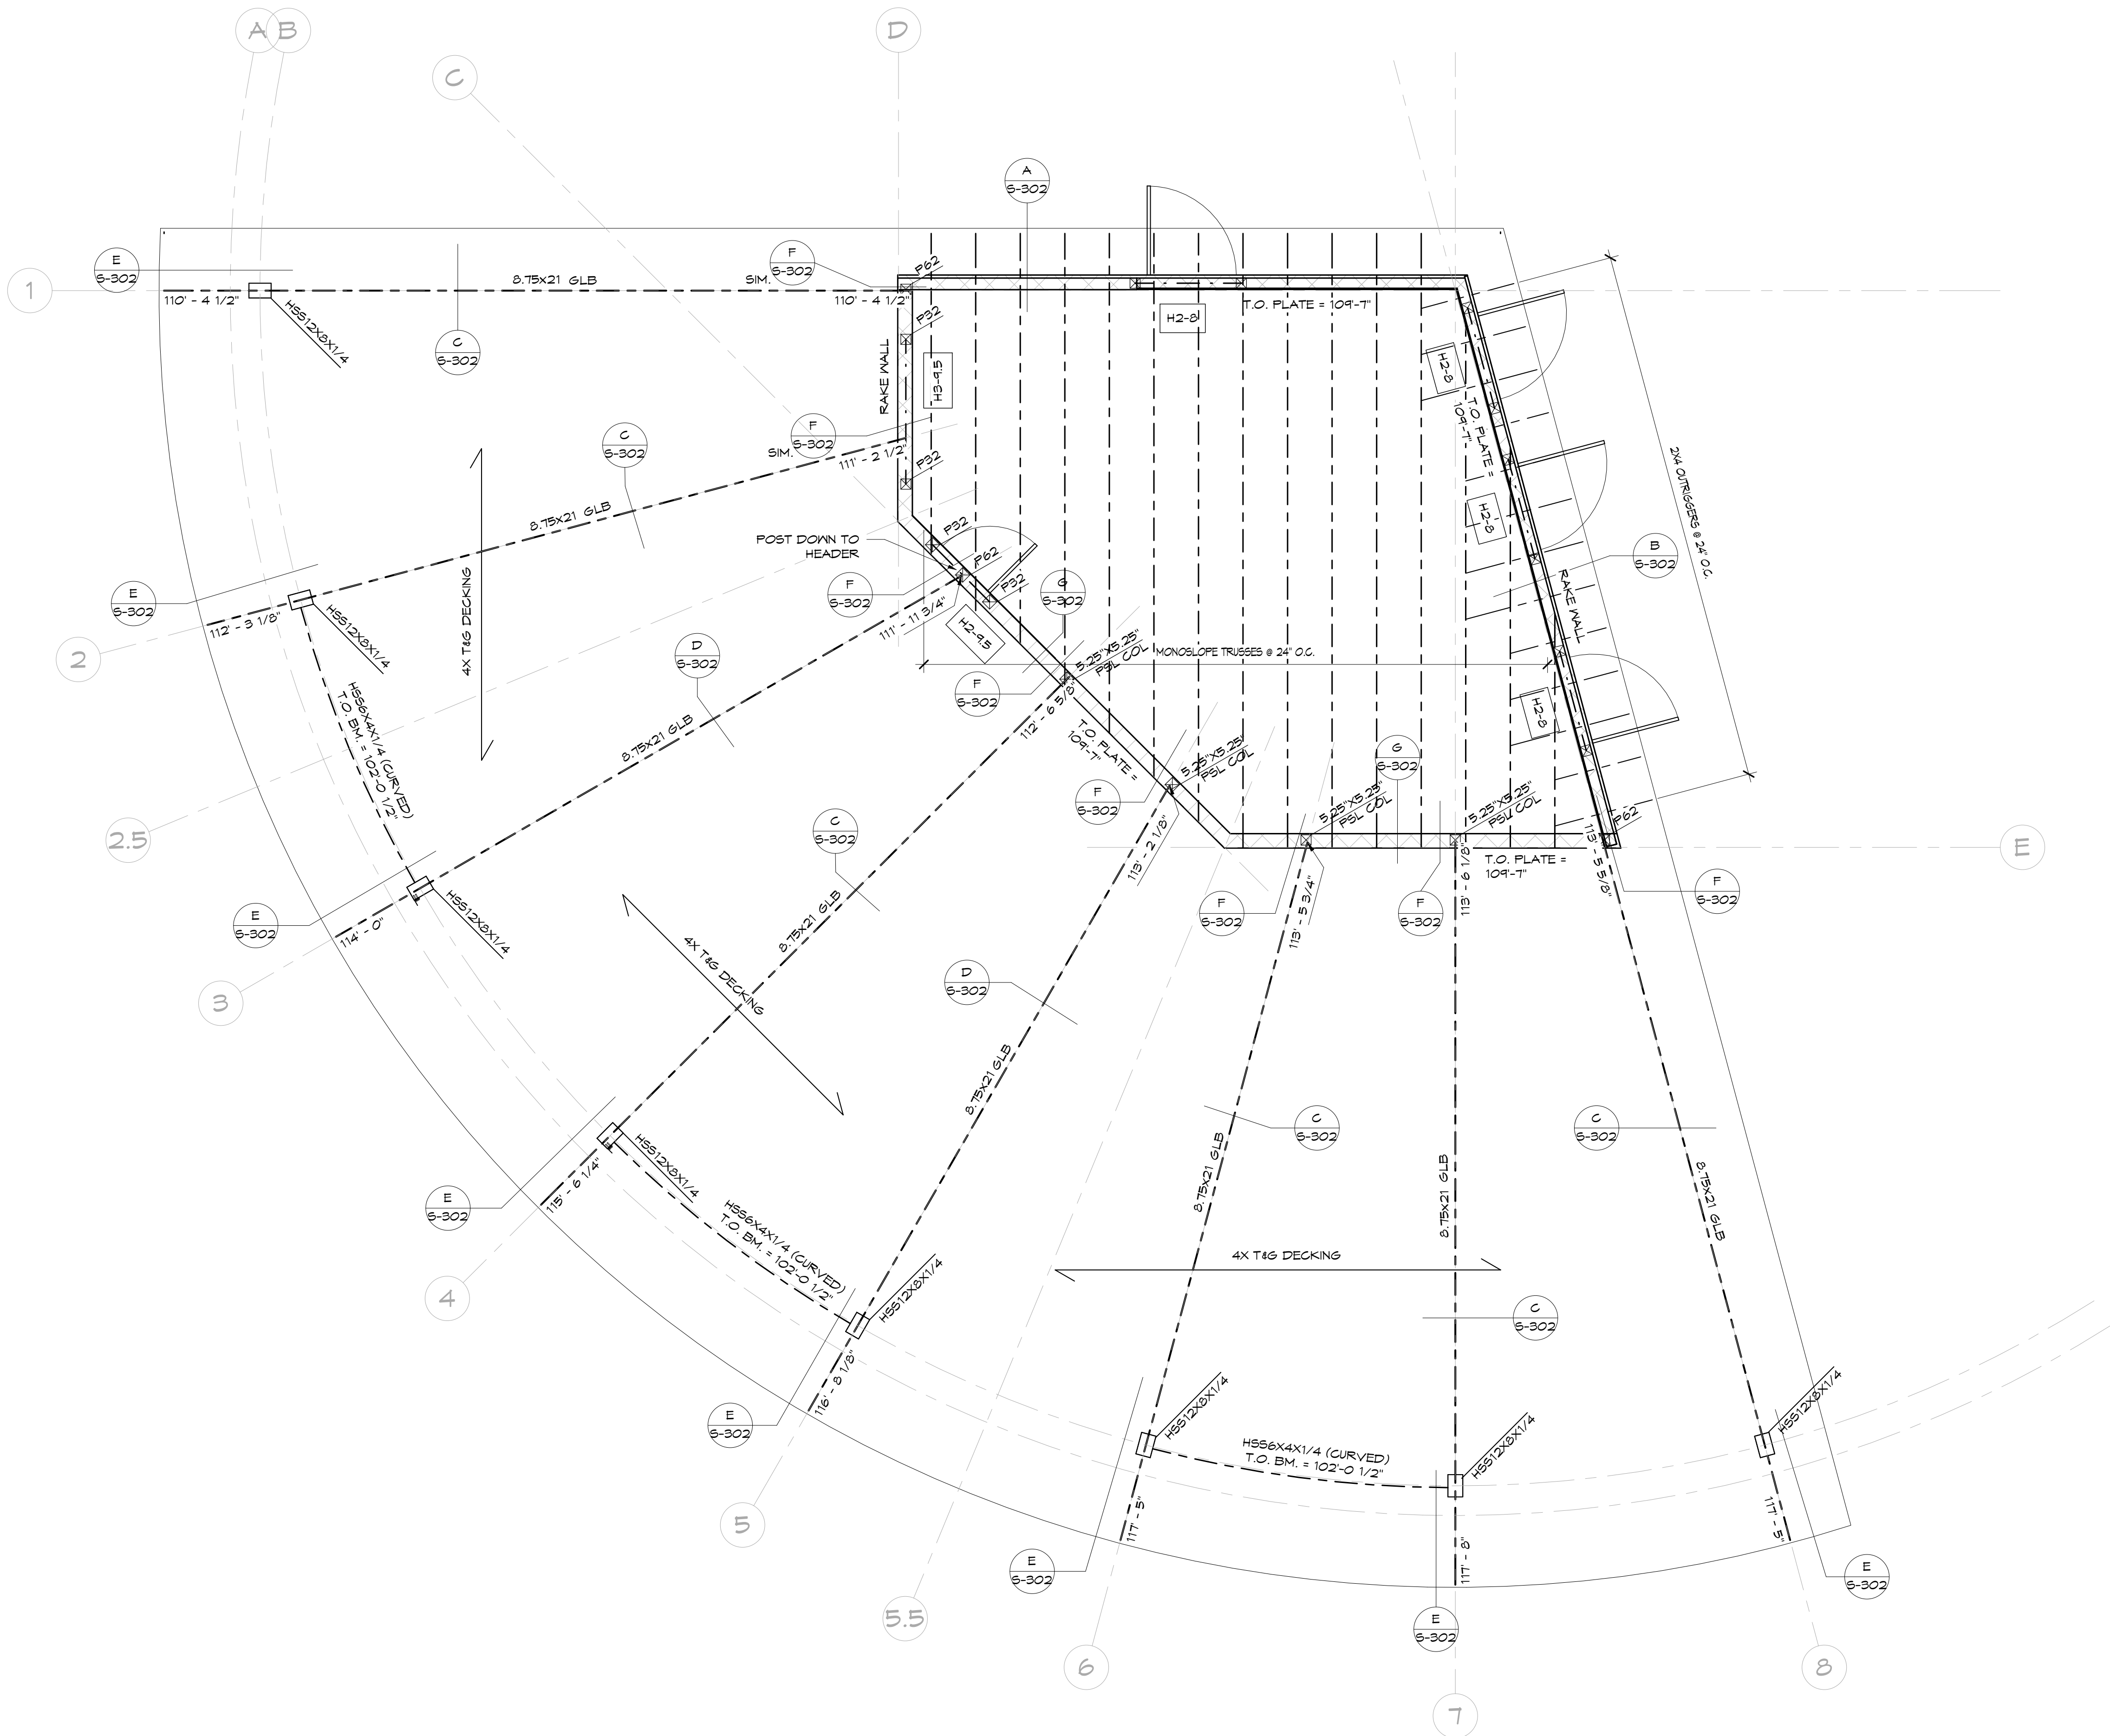 A
B
C
D
A
S-302
E
S-302
F
S-302
P62
1
110' - 4 1/2"
8.75x21 GLB
SIM.
110' - 4 1/2"
HSS12X8X1/4
C
S-302
P32
H2-8
T.O. PLATE = 109'-7"
RAKE WALL
H3-9.5
H2-8
T.O. PLATE =
109'-7"
C
S-302
F
S-302
SIM.
111' - 2 1/2"
P32
2X4 OUTRIGGERS @ 24" O.C.
8.75x21 GLB
H2-8
P32
POST DOWN TO
HEADER
P62
B
S-302
E
S-302
F
S-302
P32
G
S-302
4X T&G DECKING
HSS12X8X1/4
112' - 3 1/8"
2
111' - 11 3/4"
H2-9.5
RAKE WALL
D
S-302
5.25"X5.25"
PSL COL
MONOSLOPE TRUSSES @ 24" O.C.
F
S-302
HSS6X4X1/4 (CURVED)
T.O. BM. = 102'-0 1/2"
8.75x21 GLB
112' - 6 5/8"
T.O. PLATE =
109'-7"
H2-8
5.25"X5.25"
PSL COL
G
S-302
F
S-302
2.5
C
S-302
5.25"X5.25"
PSL COL
5.25"X5.25"
PSL COL
P62
E
113' - 2 1/8"
T.O. PLATE =
109'-7"
113' - 5 5/8"
113' - 6 1/8"
113' - 5 3/4"
F
S-302
F
S-302
F
S-302
E
S-302
HSS12X8X1/4
114' - 0"
3
8.75x21 GLB
4X T&G DECKING
D
S-302
8.75x21 GLB
C
S-302
C
S-302
HSS12X8X1/4
115' - 6 1/4"
E
S-302
8.75x21 GLB
8.75x21 GLB
8.75x21 GLB
HSS6X4X1/4 (CURVED)
T.O. BM. = 102'-0 1/2"
4X T&G DECKING
4
HSS12X8X1/4
C
S-302
116' - 8 1/8"
E
S-302
HSS12X8X1/4
HSS12X8X1/4
HSS12X8X1/4
HSS6X4X1/4 (CURVED)
T.O. BM. = 102'-0 1/2"
5
117' - 5"
117' - 8"
117' - 5"
E
S-302
E
S-302
E
S-302
5.5
6
7
8